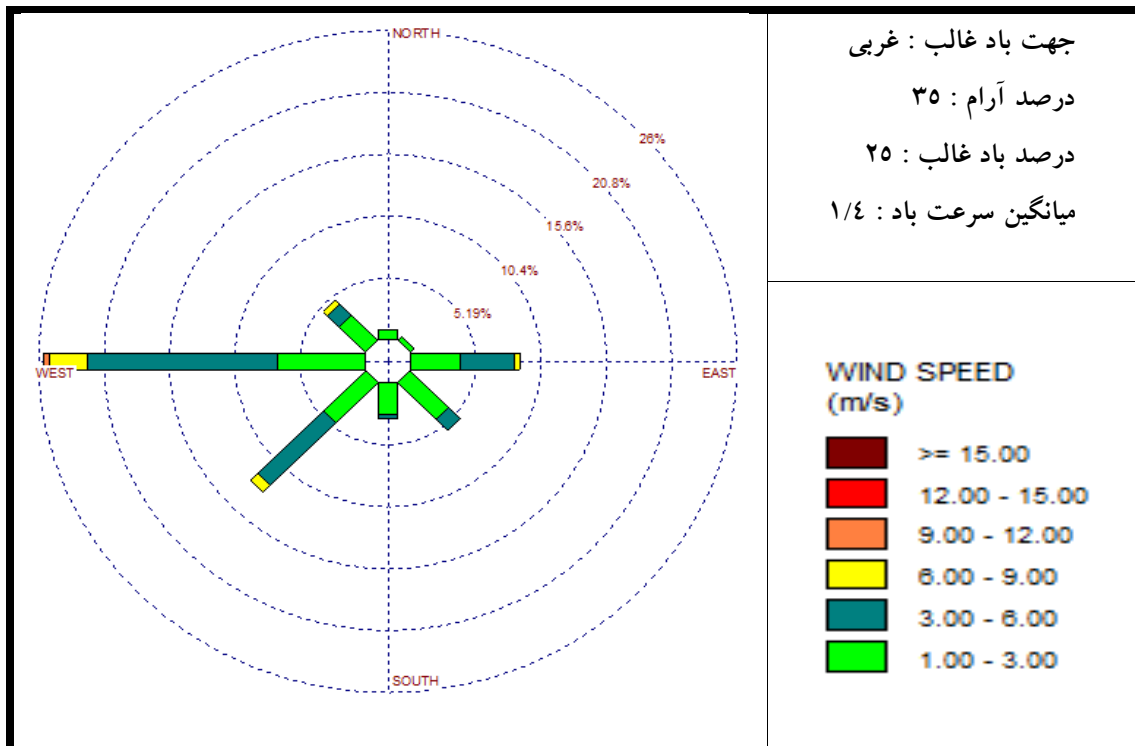 NORTH
26%
20.8%
15.6%
10.4%
5.19%
WEST
EAST
SOUTH
جهت باد غالب : غربی
درصد آرام : ۳٥
درصد باد غالب : ۲٥
میانگین سرعت باد : ۱/٤
WIND SPEED
(m/s)
>= 15.00
12.00 - 15.00
9.00 - 12.00
6.00 - 9.00
3.00 - 6.00
1.00 - 3.00